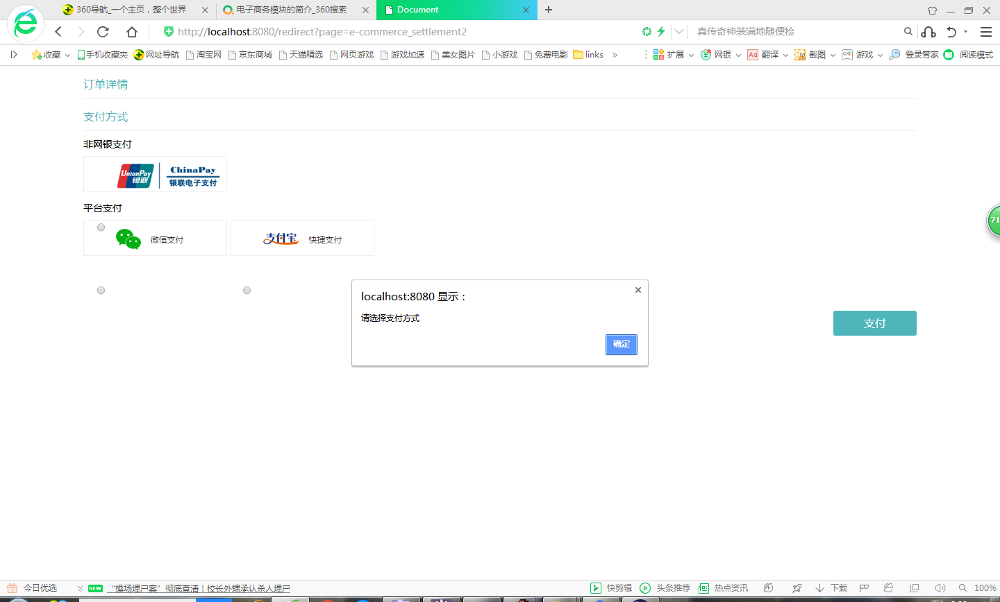 360导航_一个主页，整个世界
电子商务模块的简介_360搜索
Document
http://localhost:8080/redirect?page=e-commerce_settlement2
真传奇神装满地随便捡
收藏 手机收藏夹 网址导航 淘宝网 京东商城 天猫精选 网页游戏 游戏加速 美女图片 小游戏 免费电影 links » 扩展 网银 Aa 翻译 截图 游戏 登录管家 阅读模式
订单详情
支付方式
非网银支付
UnionPay
银联
ChinaPay
银联电子支付
平台支付
微信支付
支付宝 快捷支付
71
localhost:8080 显示：
请选择支付方式
确定
支付
今日优选 NEW “操场埋尸案”彻底查清！校长外甥承认杀人埋尸 快剪辑 头条推荐 热点资讯 下载 100%